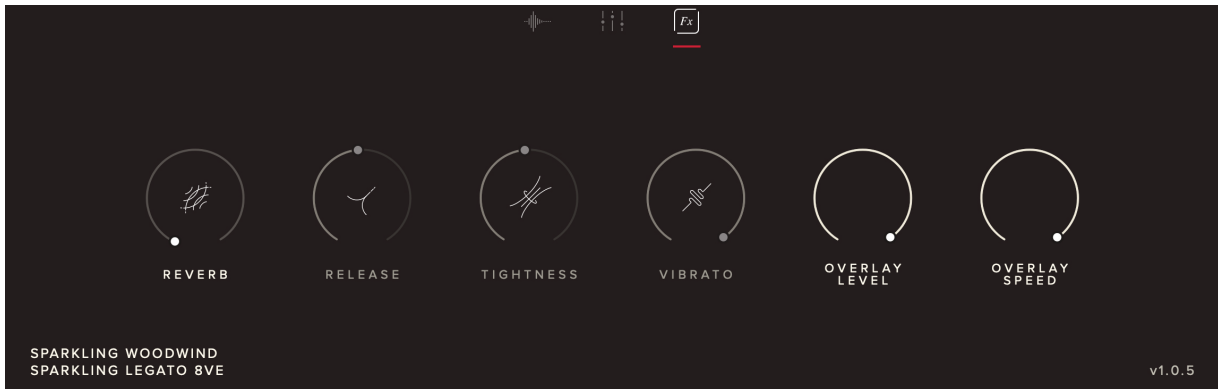 Fx
REVERB
RELEASE
TIGHTNESS
VIBRATO
OVERLAY
LEVEL
OVERLAY
SPEED
SPARKLING WOODWIND
SPARKLING LEGATO 8VE
v1.0.5